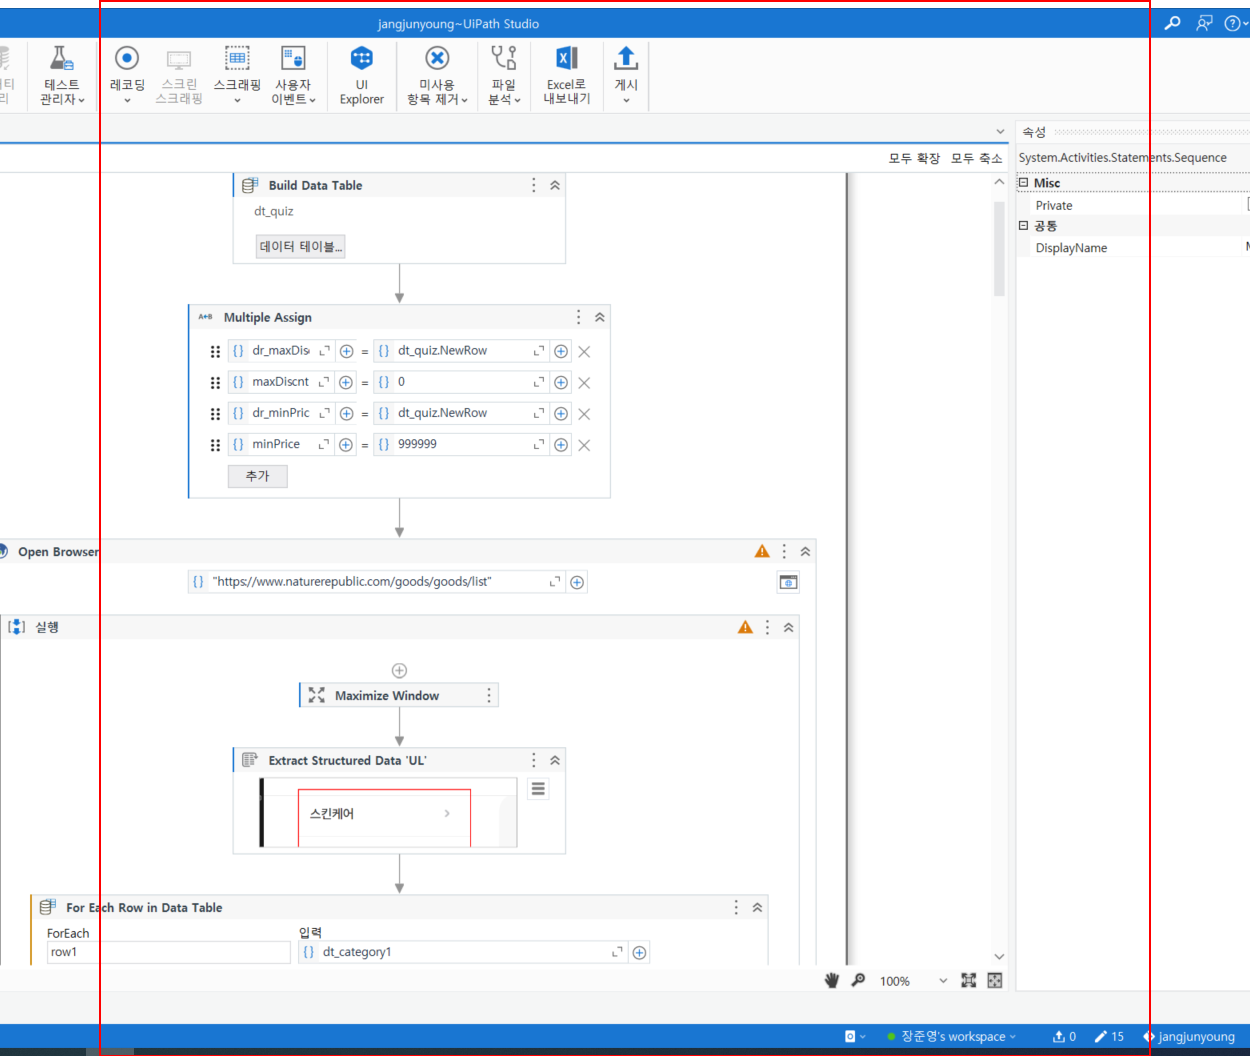 jangjunyoung~UiPath Studio
테스트
관리자
레코딩
스크린
스크래핑
스크래핑
사용자
이벤트
UI
Explorer
미사용
항목 제거
파일
분석
Excel로
내보내기
게시
속성
모두 확장 모두 축소
System.Activities.Statements.Sequence
Misc
Private
공통
DisplayName
Build Data Table
dt_quiz
데이터 테이블...
A+B Multiple Assign
dr_maxDis = dt_quiz.NewRow
maxDiscnt = 0
dr_minPric = dt_quiz.NewRow
minPrice = 999999
추가
Open Browser
"https://www.naturerepublic.com/goods/goods/list"
실행
Maximize Window
Extract Structured Data 'UL'
스킨케어
For Each Row in Data Table
ForEach 입력
row1 dt_category1
100%
장준영's workspace 0 15 jangjunyoung